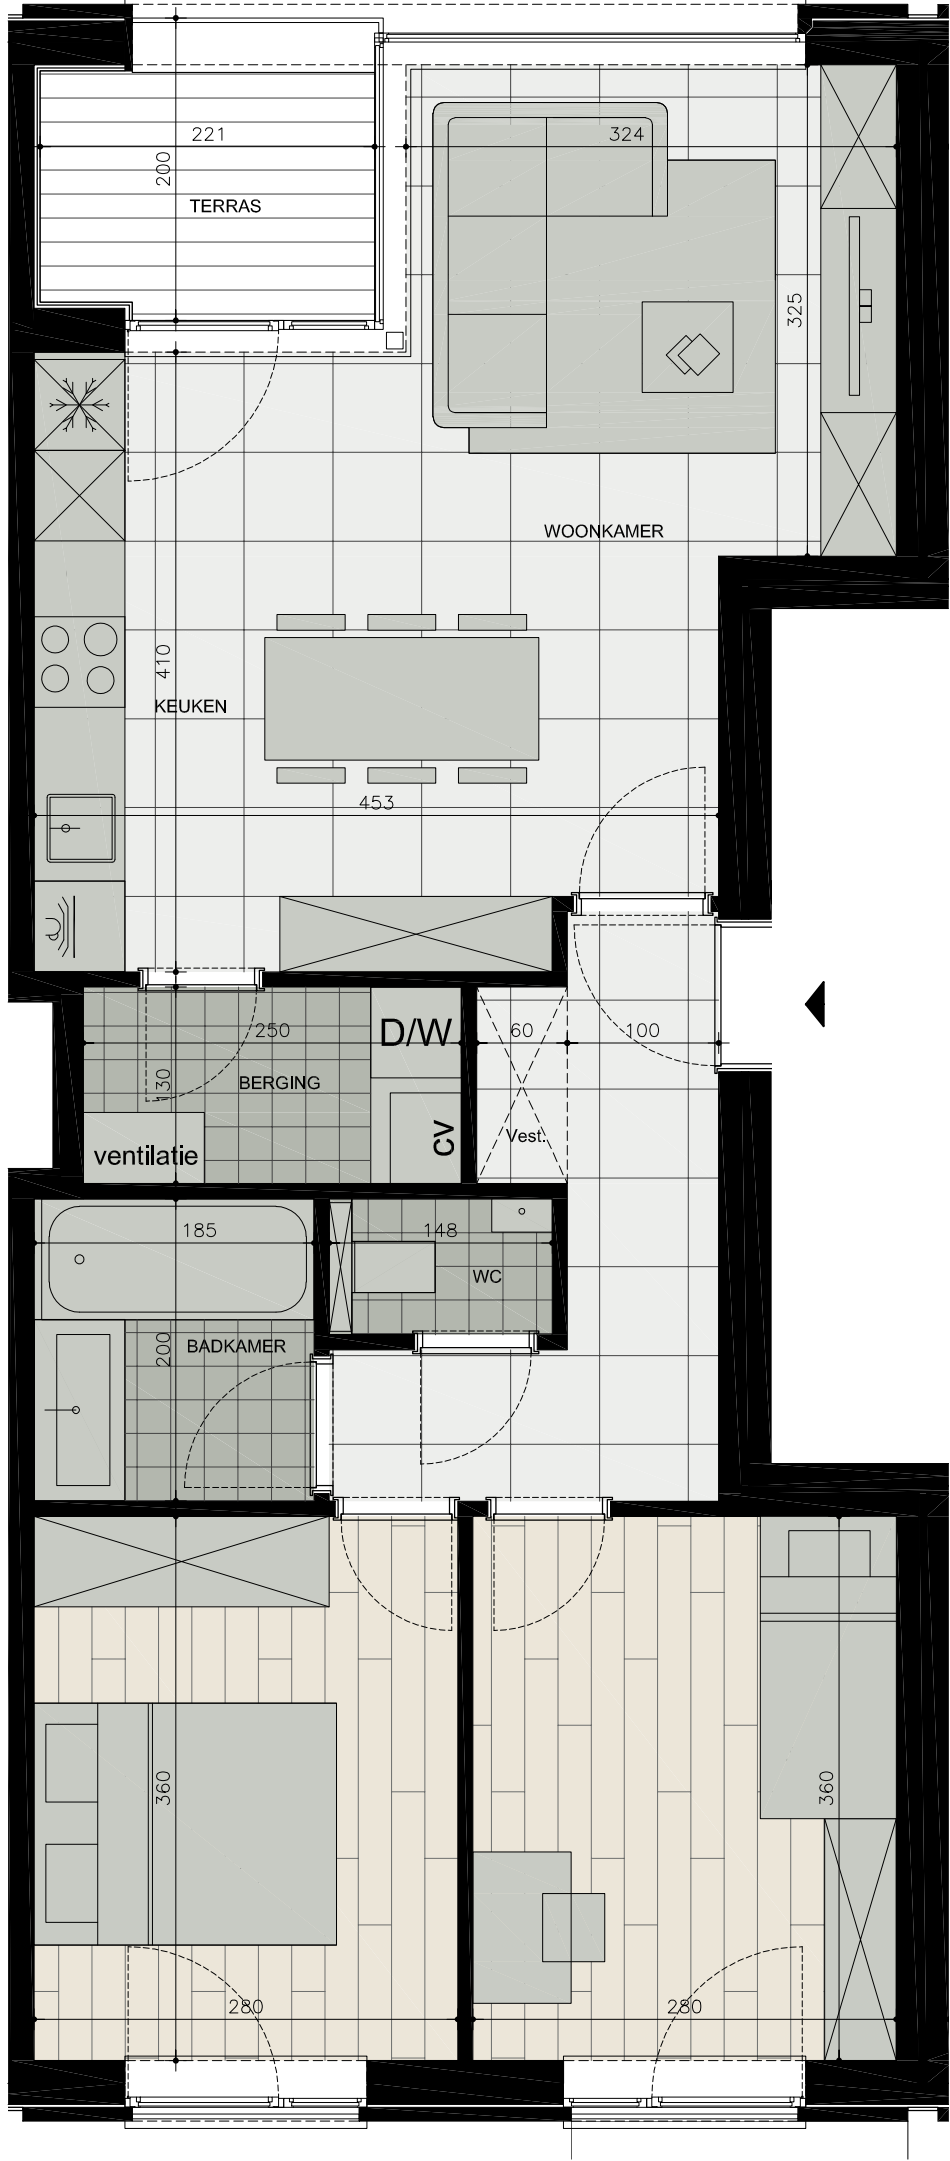 221
324
200
TERRAS
325
WOONKAMER
410
KEUKEN
453
250
D/W
60
100
130
BERGING
CV
Vest.
ventilatie
185
148
WC
200
BADKAMER
360
360
280
280